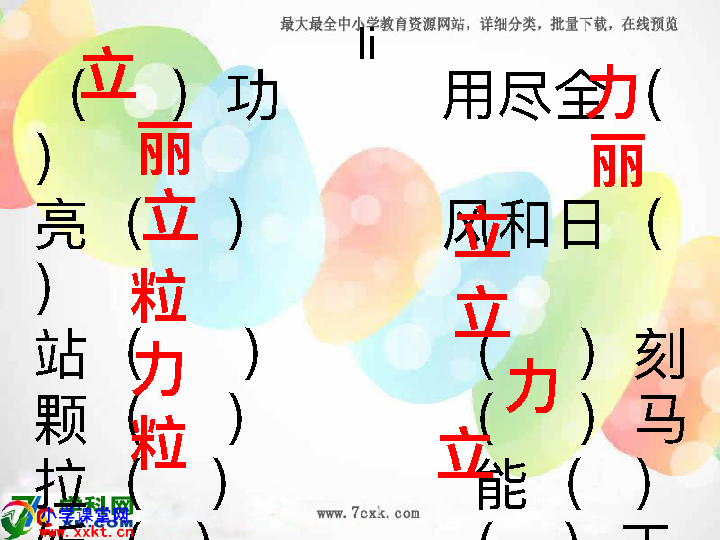 最大最全中小学教育资源网站，详细分类，批量下载，在线预览
li
（立）功 用尽全力（
）
丽 丽
亮（立） 风和日（
立
）
粒 立
站（ ） （ ）刻
力 力
颗（ ） （ ）马
粒 立
拉（ ） 能（ ）
学科网
小学课堂网
www.xxkt.cn
www.7cxk.com